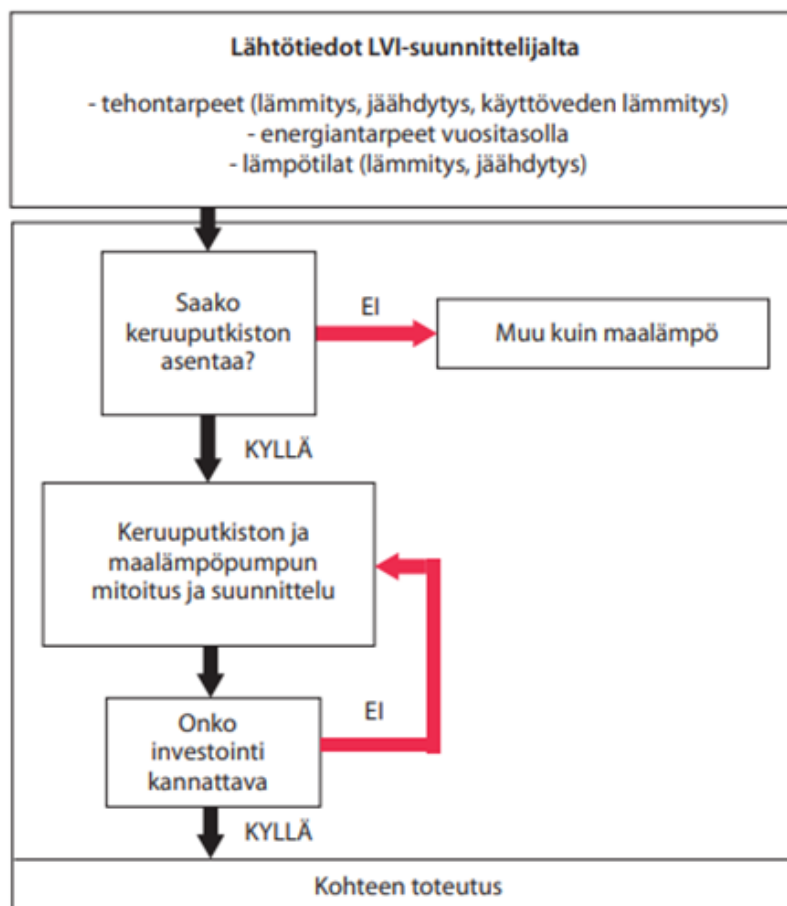 Lähtötiedot LVI-suunnittelijalta
- tehontarpeet (lämmitys, jäähdytys, käyttöveden lämmitys)
- energiantarpeet vuositasolla
- lämpötilat (lämmitys, jäähdytys)
Saako
keruuputkiston
asentaa?
EI
Muu kuin maalämpö
KYLLÄ
Keruuputkiston ja
maalämpöpumpun
mitoitus ja suunnittelu
Onko
investointi
kannattava
EI
KYLLÄ
Kohteen toteutus